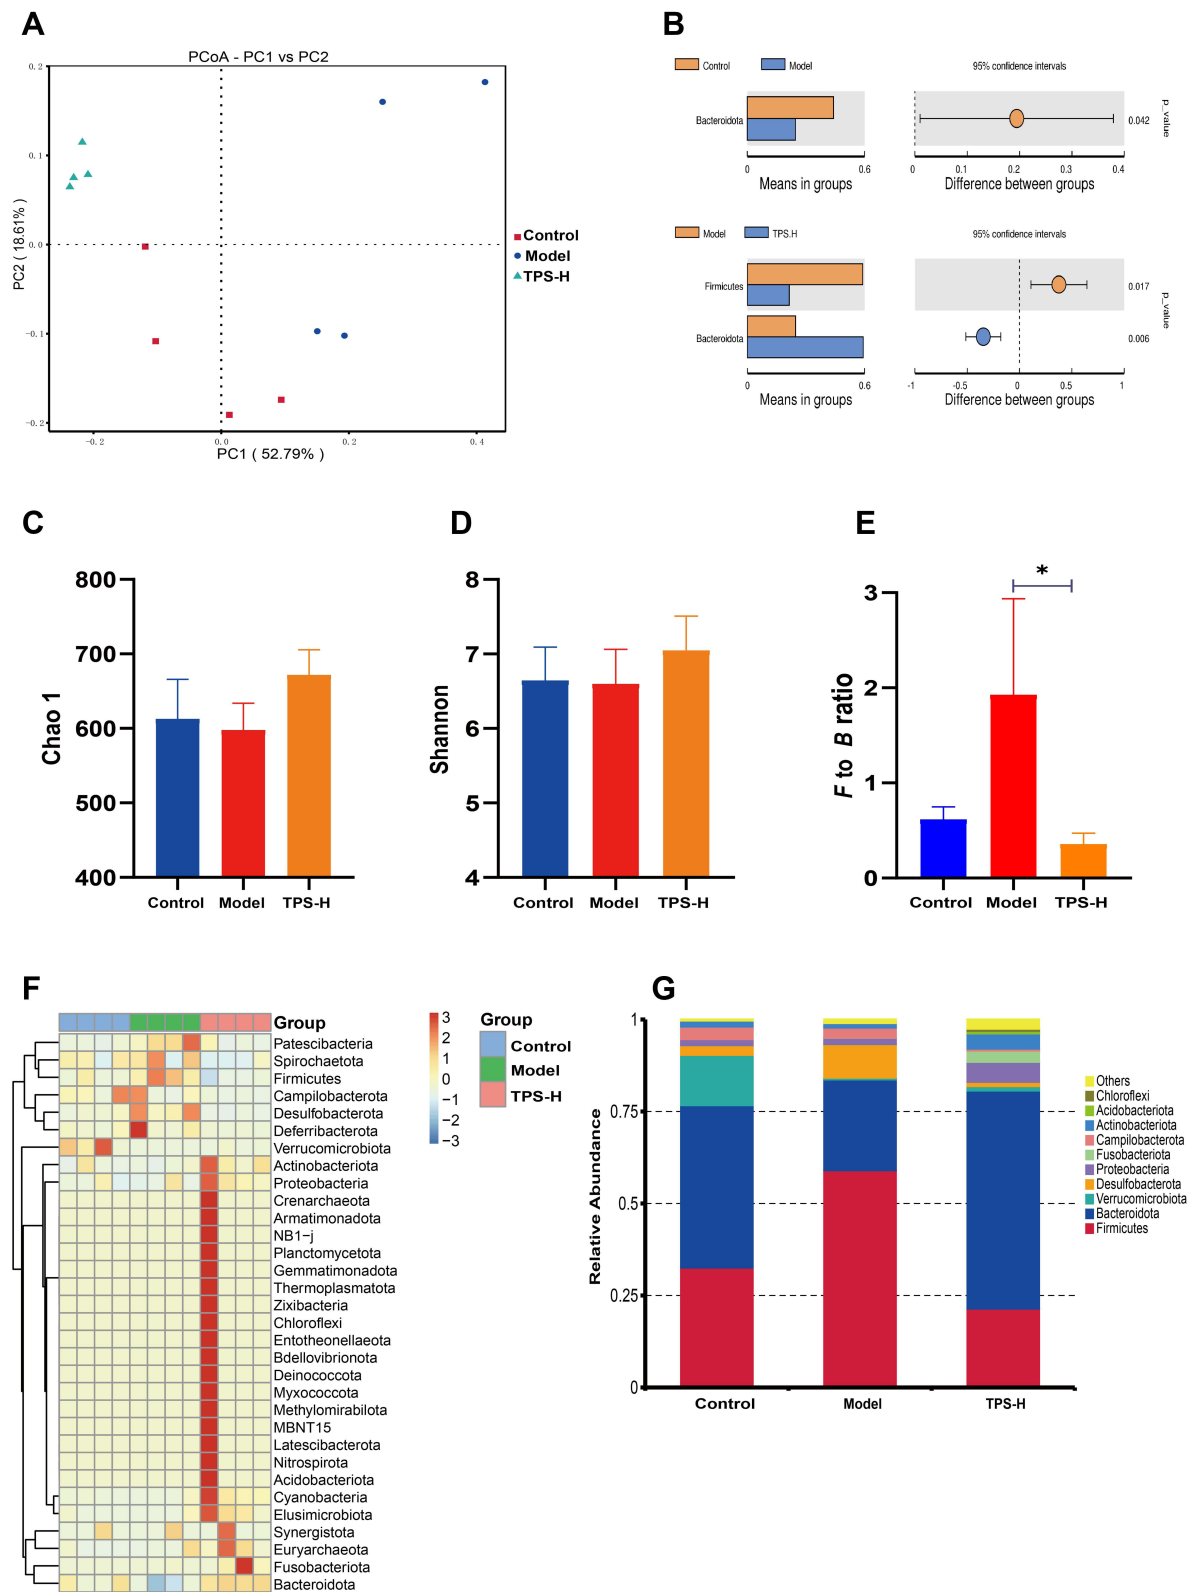 A
PCoA - PC1 vs PC2
0.2
0.1
0.0
-0.1
-0.2
-0.2
0.0
0.2
0.4
PC2 ( 18.61% )
PC1 ( 52.79% )
Control
Model
TPS-H
B
Control
Model
95% confidence intervals
Bacteroidota
0.042
p_value
0
0.6
0
0.1
0.2
0.3
0.4
Means in groups
Difference between groups
Model
TPS.H
95% confidence intervals
Firmicutes
0.017
Bacteroidota
0.006
p_value
0
0.6
-1
-0.5
0
0.5
1
Means in groups
Difference between groups
C
800
700
600
500
400
Chao 1
Control
Model
TPS-H
D
8
7
6
5
4
Shannon
Control
Model
TPS-H
E
*
3
2
1
0
F to B ratio
Control
Model
TPS-H
F
Group
Patescibacteria
Spirochaetota
Firmicutes
Campilobacterota
Desulfobacterota
Deferribacterota
Verrucomicrobiota
Actinobacteriota
Proteobacteria
Crenarchaeota
Armatimonadota
NB1−j
Planctomycetota
Gemmatimonadota
Thermoplasmatota
Zixibacteria
Chloroflexi
Entotheonellaeota
Bdellovibrionota
Deinococcota
Myxococcota
Methylomirabilota
MBNT15
Latescibacterota
Nitrospirota
Acidobacteriota
Cyanobacteria
Elusimicrobiota
Synergistota
Euryarchaeota
Fusobacteriota
Bacteroidota
3
2
1
0
−1
−2
−3
Group
Control
Model
TPS-H
G
1
0.75
0.5
0.25
0
Relative Abundance
Control
Model
TPS-H
Others
Chloroflexi
Acidobacteriota
Actinobacteriota
Campilobacterota
Fusobacteriota
Proteobacteria
Desulfobacterota
Verrucomicrobiota
Bacteroidota
Firmicutes